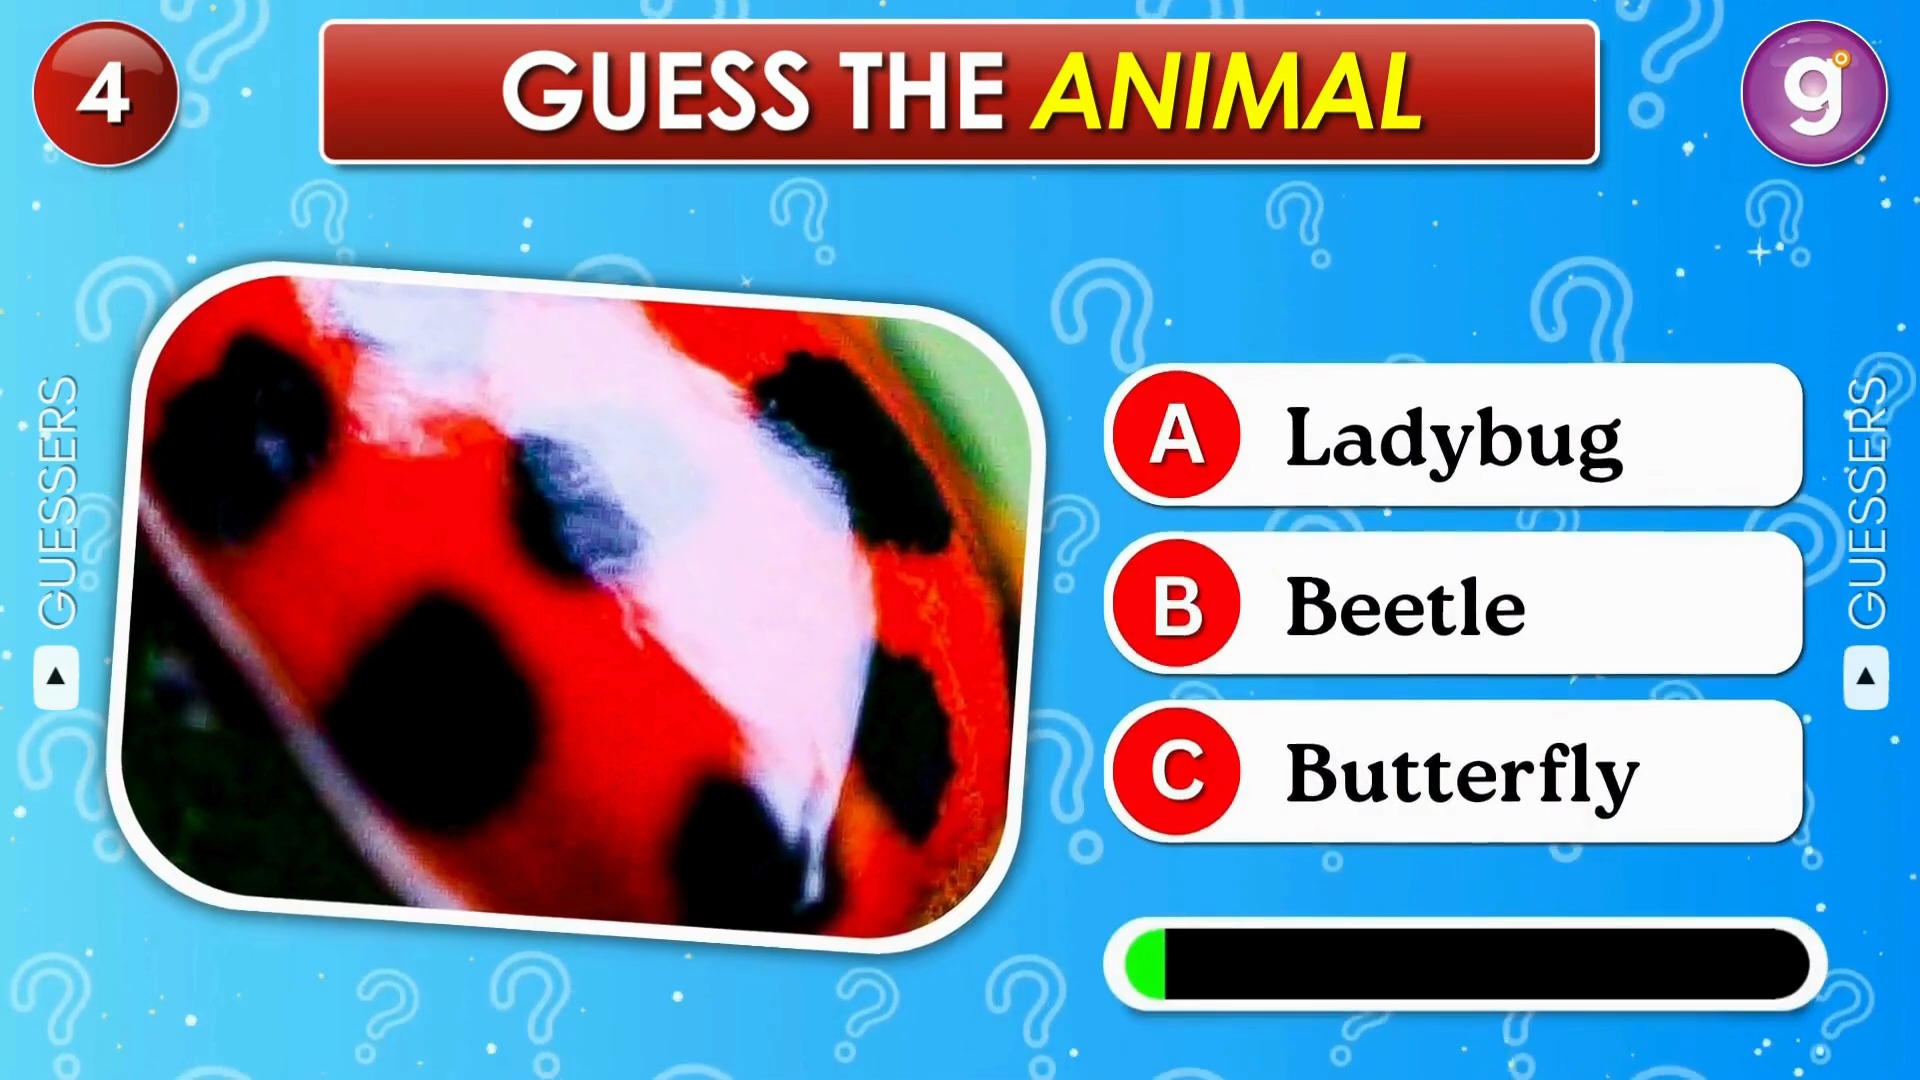 4
GUESS THE ANIMAL
g
GUESSERS
A Ladybug
B Beetle
C Butterfly
GUESSERS